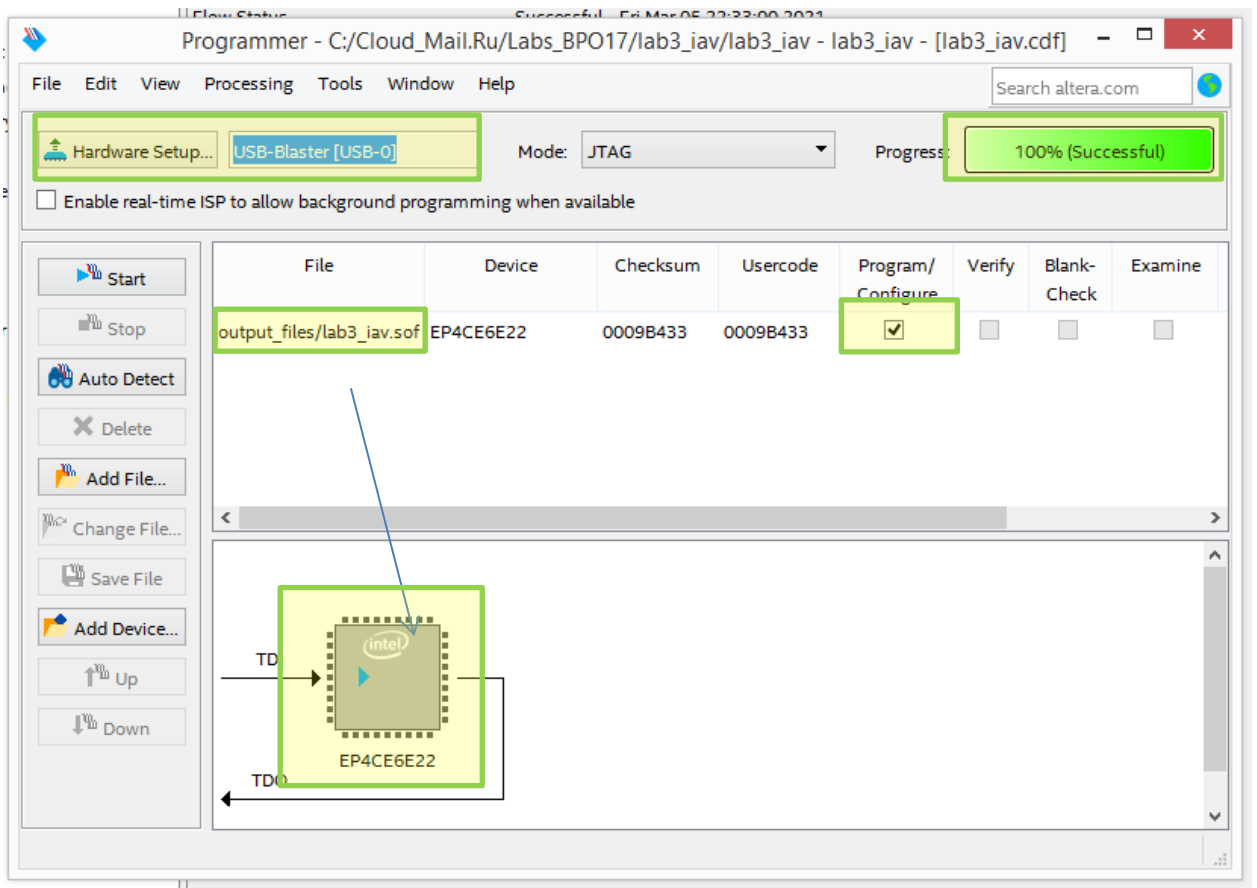 Flow Status Successful - Fri Mar 05 22:33:00 2021
Programmer - C:/Cloud_Mail.Ru/Labs_BPO17/lab3_iav/lab3_iav - lab3_iav - [lab3_iav.cdf]
File Edit View Processing Tools Window Help
Search altera.com
Hardware Setup... USB-Blaster [USB-0] Mode: JTAG Progress: 100% (Successful)
Enable real-time ISP to allow background programming when available
Start
Stop
Auto Detect
Delete
Add File...
Change File...
Save File
Add Device...
Up
Down
File Device Checksum Usercode Program/ Verify Blank- Examine
Configure Check
output_files/lab3_iav.sof EP4CE6E22 0009B433 0009B433
intel
TD
EP4CE6E22
TDO